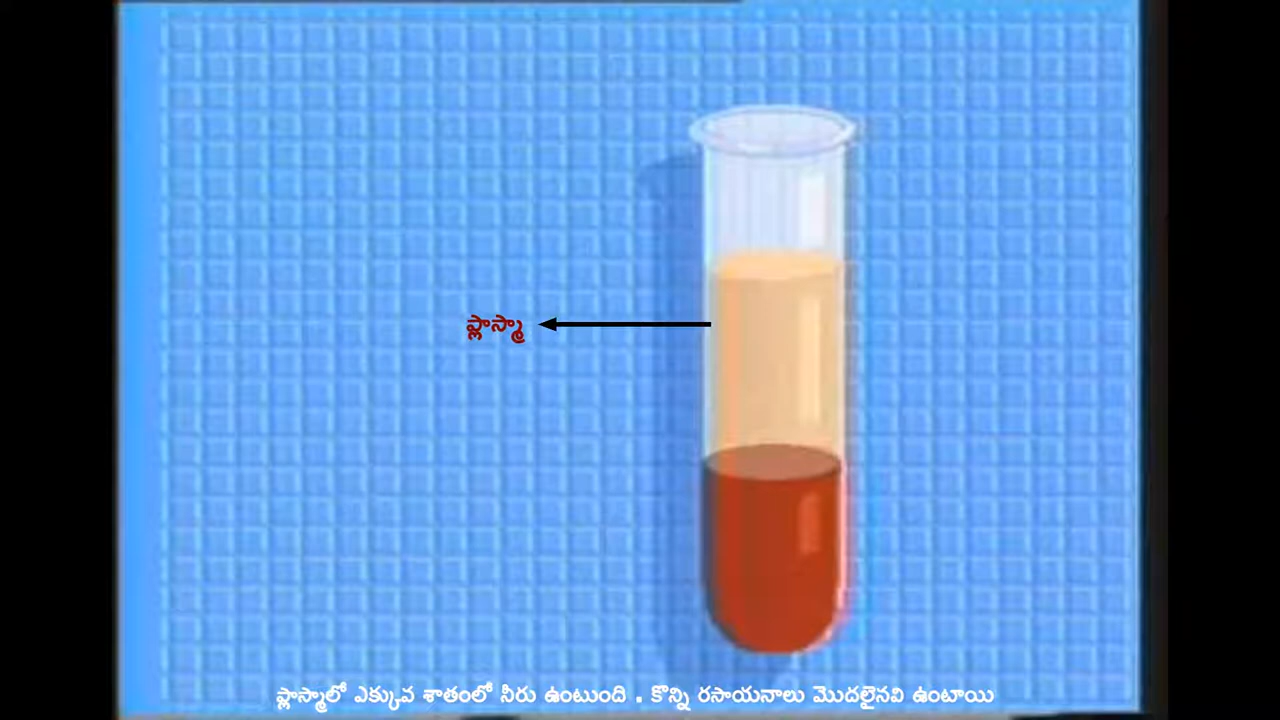 ప్లాస్మా
ప్లాస్మాలో ఎక్కువ శాతంలో నీరు ఉంటుంది . కొన్ని రసాయనాలు మొదలైనవి ఉంటాయి